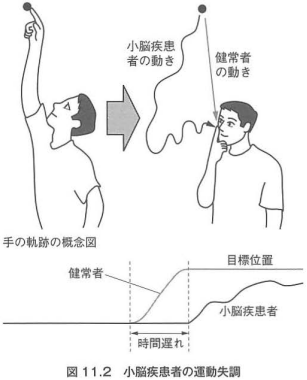 小脳疾患
者の動き
健常者
の動き
手の軌跡の概念図
健常者
目標位置
小脳疾患者
時間遅れ
図 11.2 小脳疾患者の運動失調